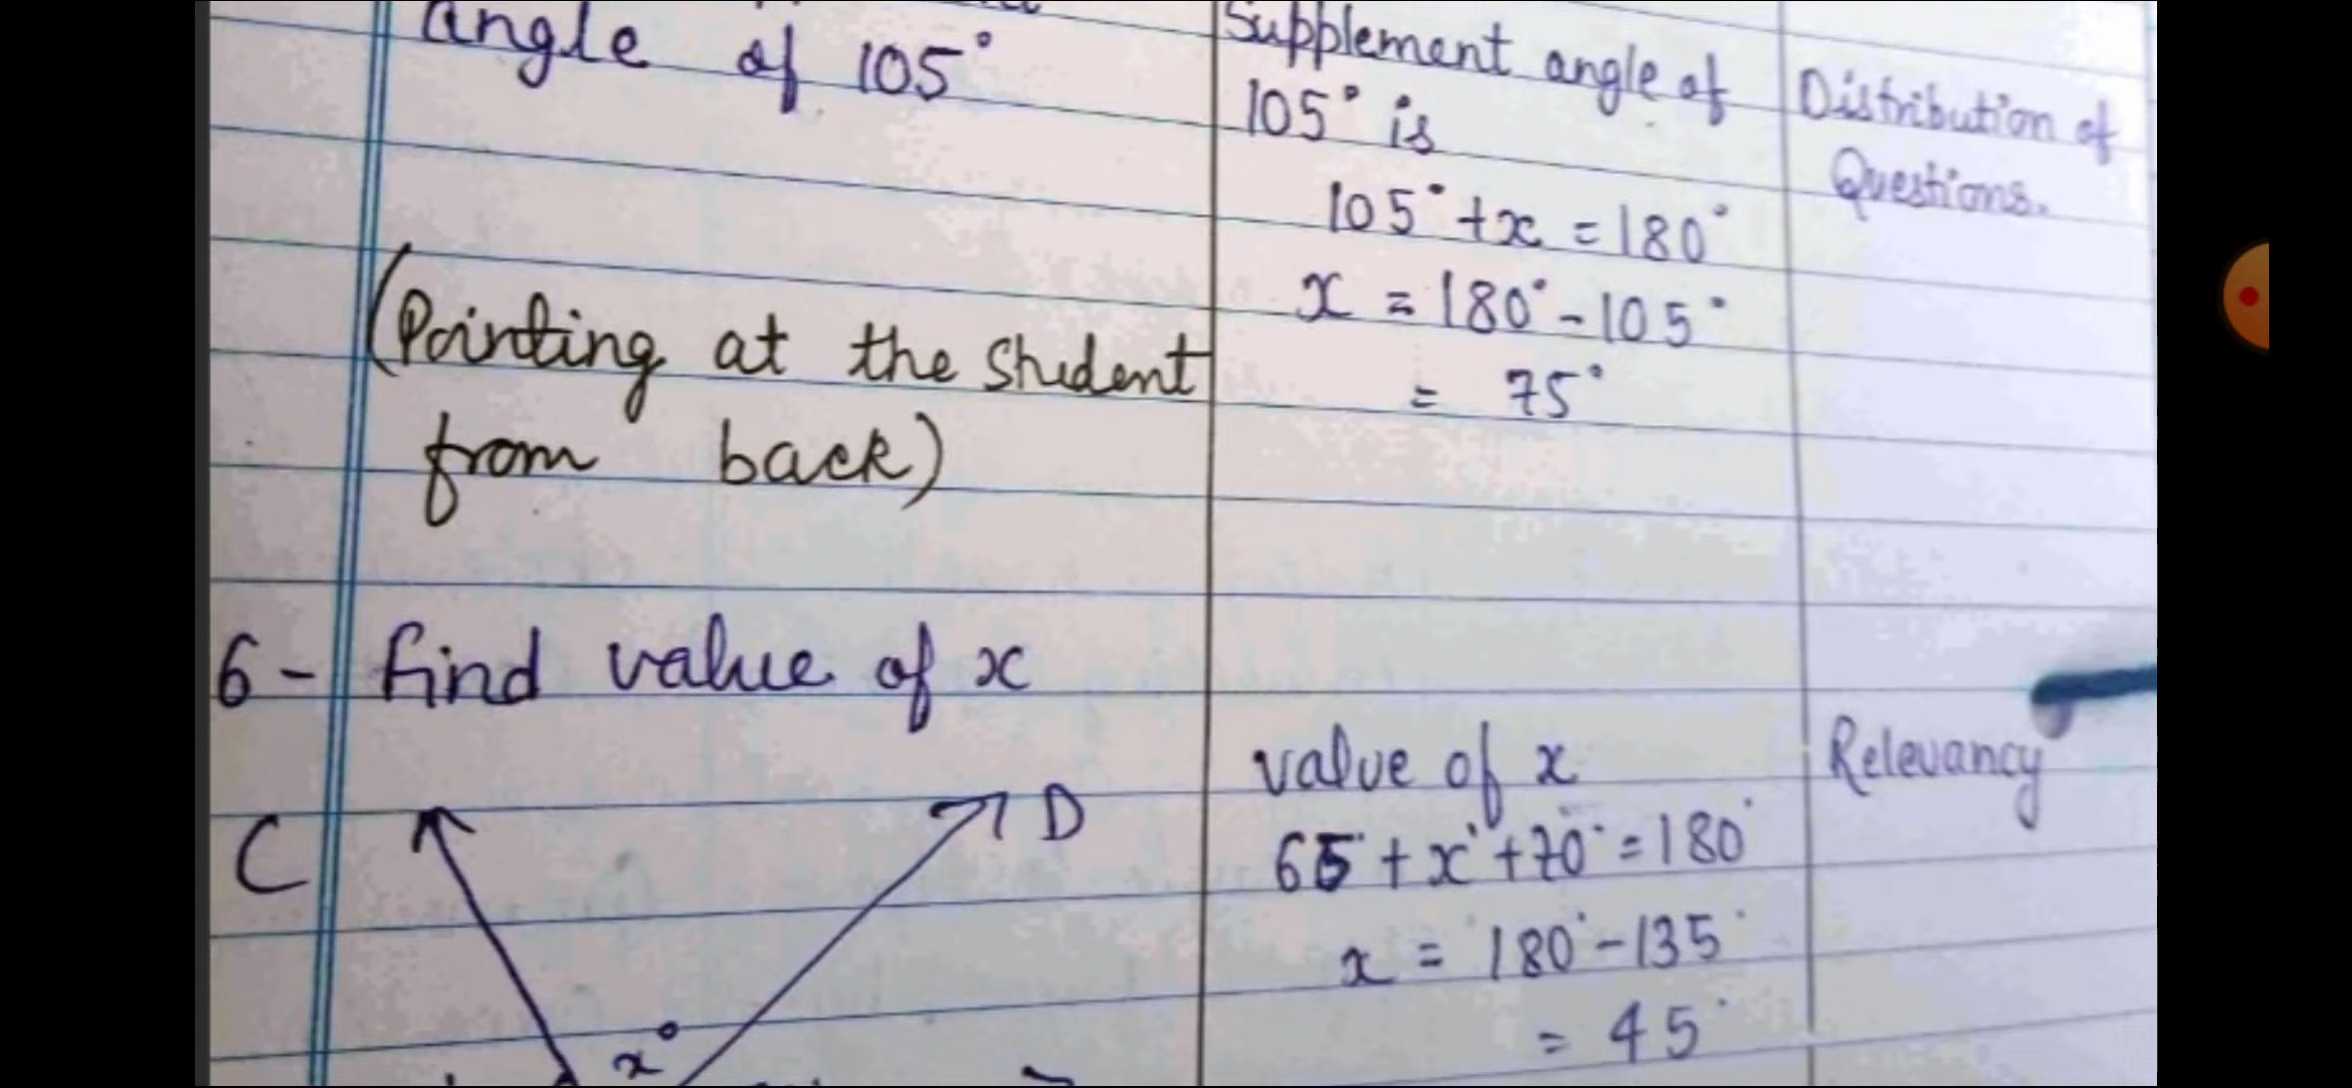 angle of 105°
(Pointing at the student
from back)
Supplement angle of
105° is
105° + x = 180°
x = 180° - 105°
= 75°
Distribution of
Questions.
6- find value of x
C
D
x°
value of x
65° + x° + 70° = 180°
x = 180° - 135°
= 45°
Relevancy